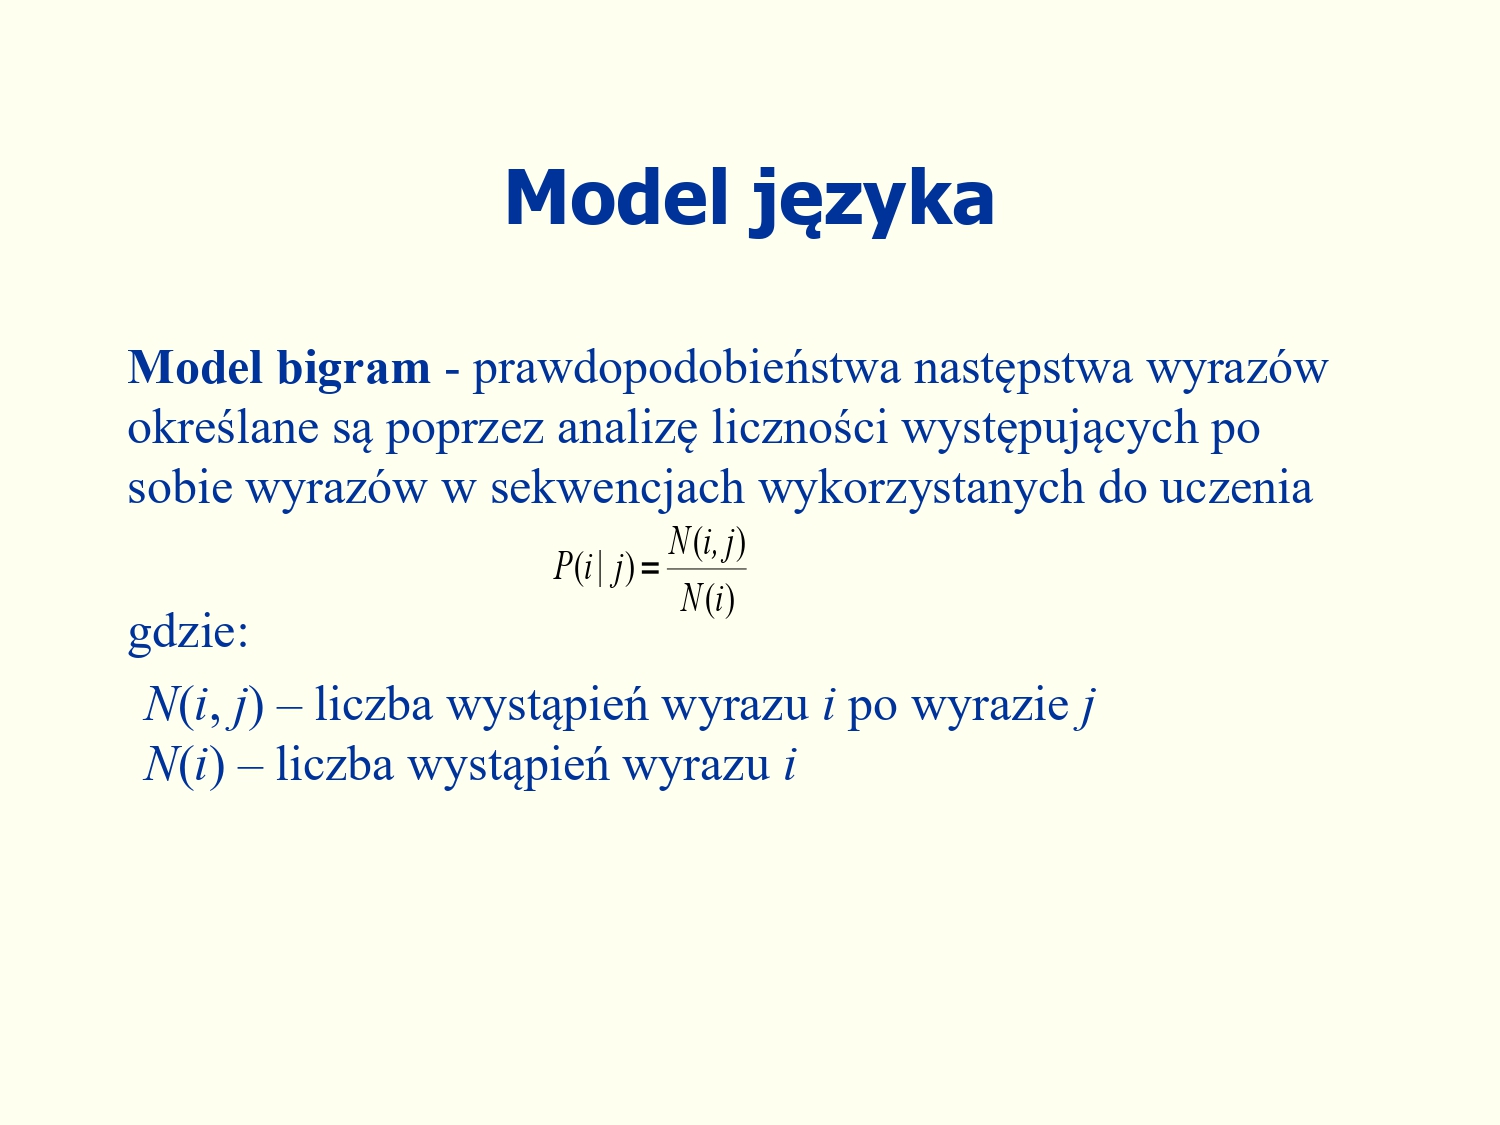 Model języka
Model bigram - prawdopodobieństwa następstwa wyrazów
określane są poprzez analizę liczności występujących po
sobie wyrazów w sekwencjach wykorzystanych do uczenia
P(i | j) = N(i, j) / N(i)
gdzie:
N(i, j) – liczba wystąpień wyrazu i po wyrazie j
N(i) – liczba wystąpień wyrazu i